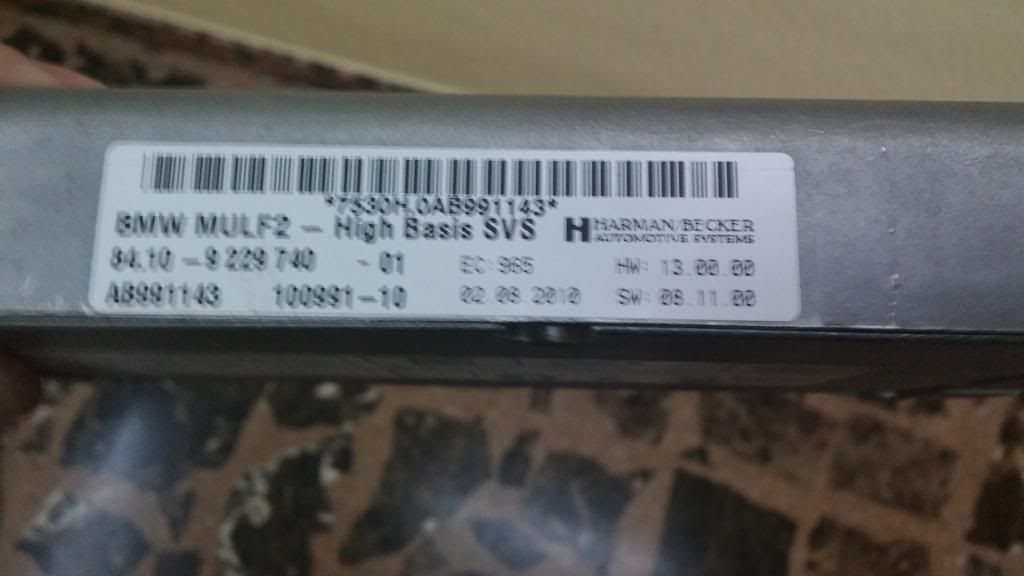 *7530H.0AB991143*
BMW MULF2 - High Basis SVS
HARMAN/BECKER
AUTOMOTIVE SYSTEMS
84.10 - 9 229 740 - 01 EC: 965 HW: 13.00.00
AB991143 100991-10 02.08.2010 SW: 08.11.00